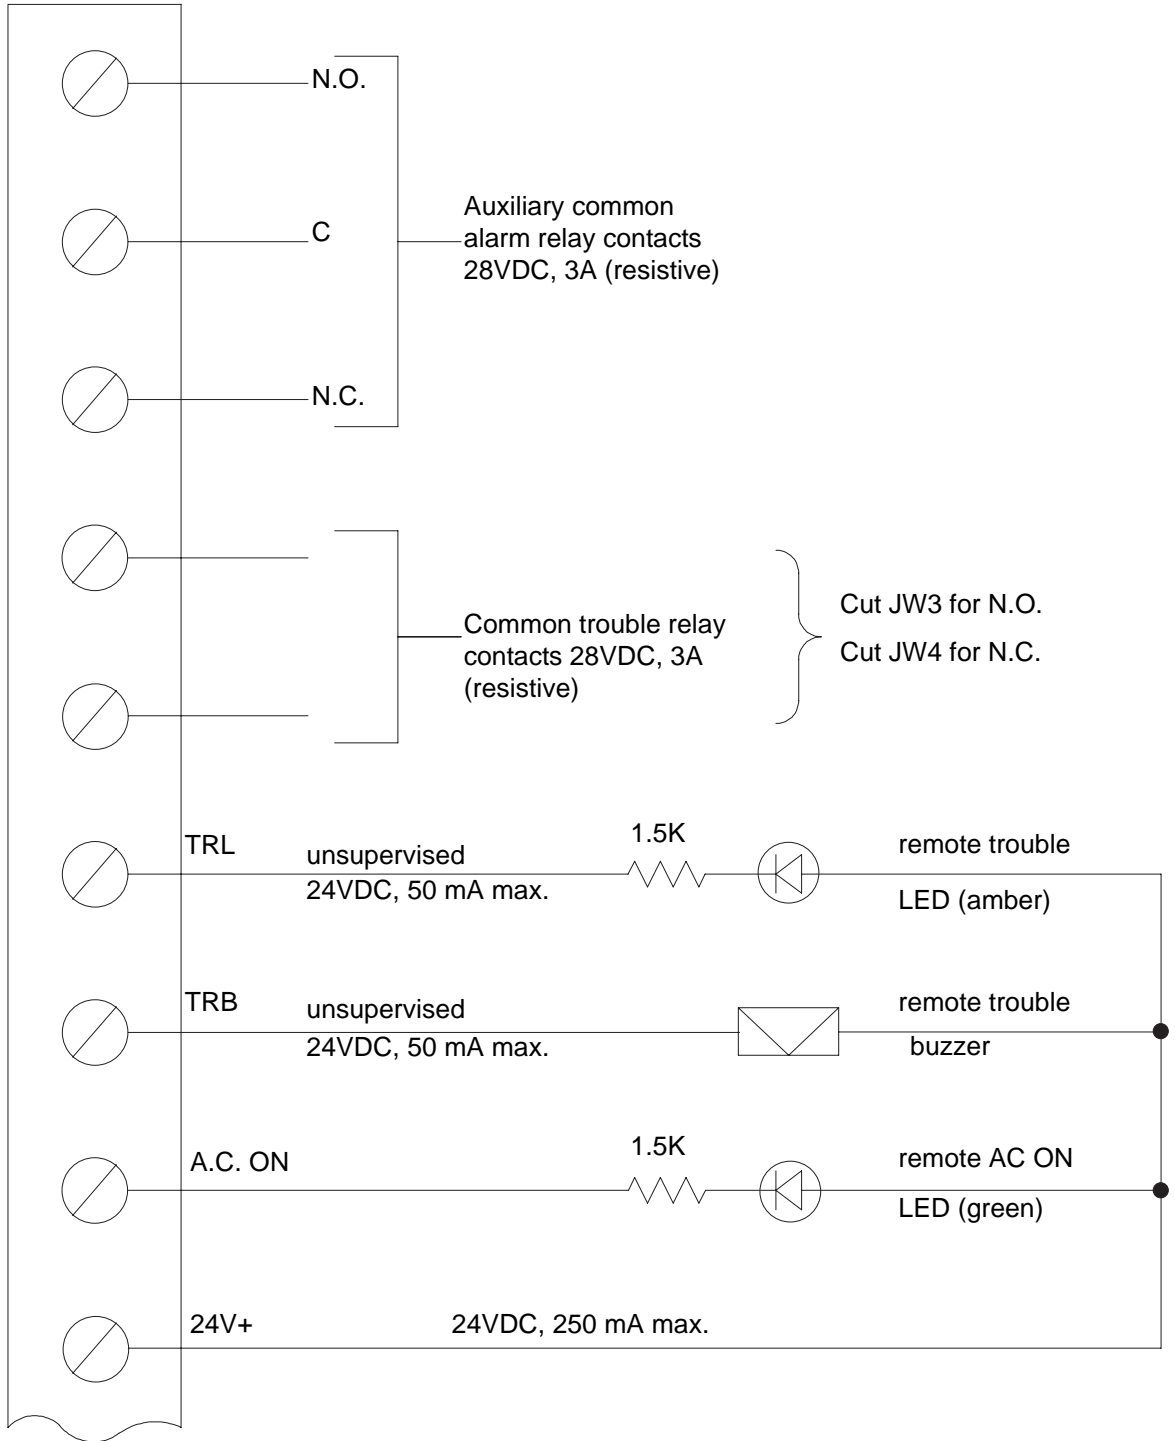 N.O.
C
N.C.
Auxiliary common
alarm relay contacts
28VDC, 3A (resistive)
Common trouble relay
contacts 28VDC, 3A
(resistive)
Cut JW3 for N.O.
Cut JW4 for N.C.
TRL
unsupervised
24VDC, 50 mA max.
1.5K
remote trouble
LED (amber)
TRB
unsupervised
24VDC, 50 mA max.
remote trouble
buzzer
A.C. ON
1.5K
remote AC ON
LED (green)
24V+
24VDC, 250 mA max.